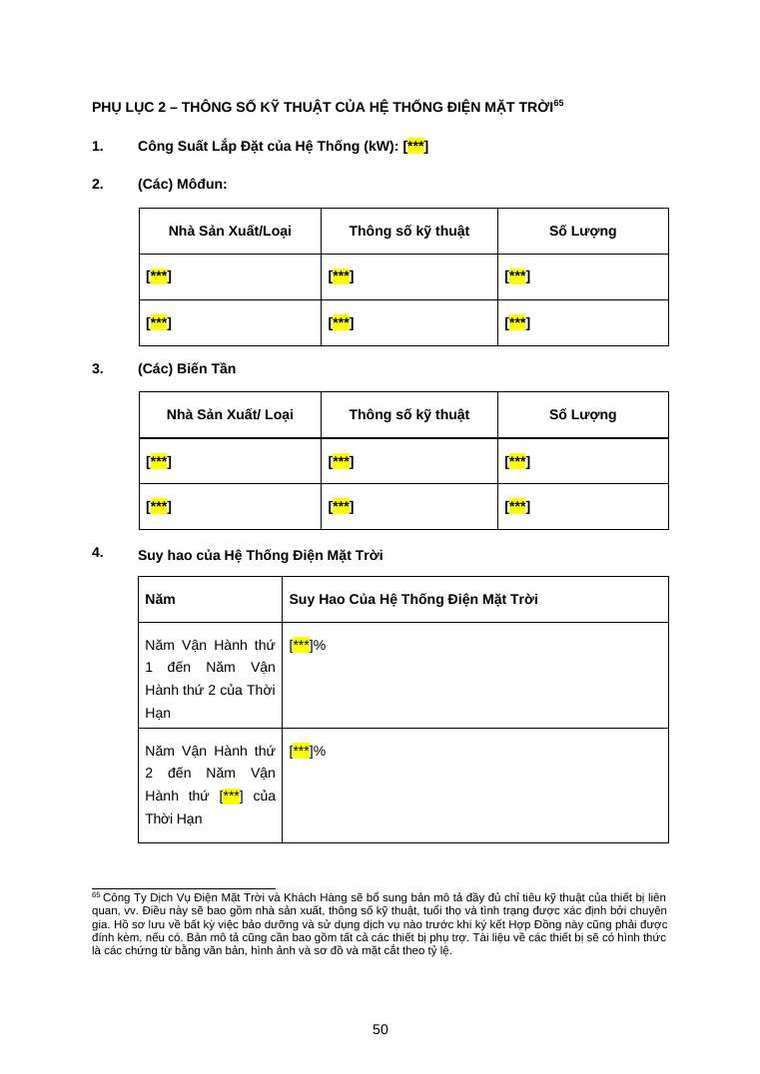 PHỤ LỤC 2 – THÔNG SỐ KỸ THUẬT CỦA HỆ THỐNG ĐIỆN MẶT TRỜI65
1. Công Suất Lắp Đặt của Hệ Thống (kW): [***]
2. (Các) Môđun:
Nhà Sản Xuất/Loại Thông số kỹ thuật Số Lượng
[***] [***] [***]
[***] [***] [***]
3. (Các) Biến Tần
Nhà Sản Xuất/ Loại Thông số kỹ thuật Số Lượng
[***] [***] [***]
[***] [***] [***]
4. Suy hao của Hệ Thống Điện Mặt Trời
Năm Suy Hao Của Hệ Thống Điện Mặt Trời
Năm Vận Hành thứ [***]%
1 đến Năm Vận
Hành thứ 2 của Thời
Hạn
Năm Vận Hành thứ [***]%
2 đến Năm Vận
Hành thứ [***] của
Thời Hạn
65 Công Ty Dịch Vụ Điện Mặt Trời và Khách Hàng sẽ bổ sung bản mô tả đầy đủ chỉ tiêu kỹ thuật của thiết bị liên
quan, vv. Điều này sẽ bao gồm nhà sản xuất, thông số kỹ thuật, tuổi thọ và tình trạng được xác định bởi chuyên
gia. Hồ sơ lưu về bất kỳ việc bảo dưỡng và sử dụng dịch vụ nào trước khi ký kết Hợp Đồng này cũng phải được
đính kèm, nếu có. Bản mô tả cũng cần bao gồm tất cả các thiết bị phụ trợ. Tài liệu về các thiết bị sẽ có hình thức
là các chứng từ bằng văn bản, hình ảnh và sơ đồ và mặt cắt theo tỷ lệ.
50